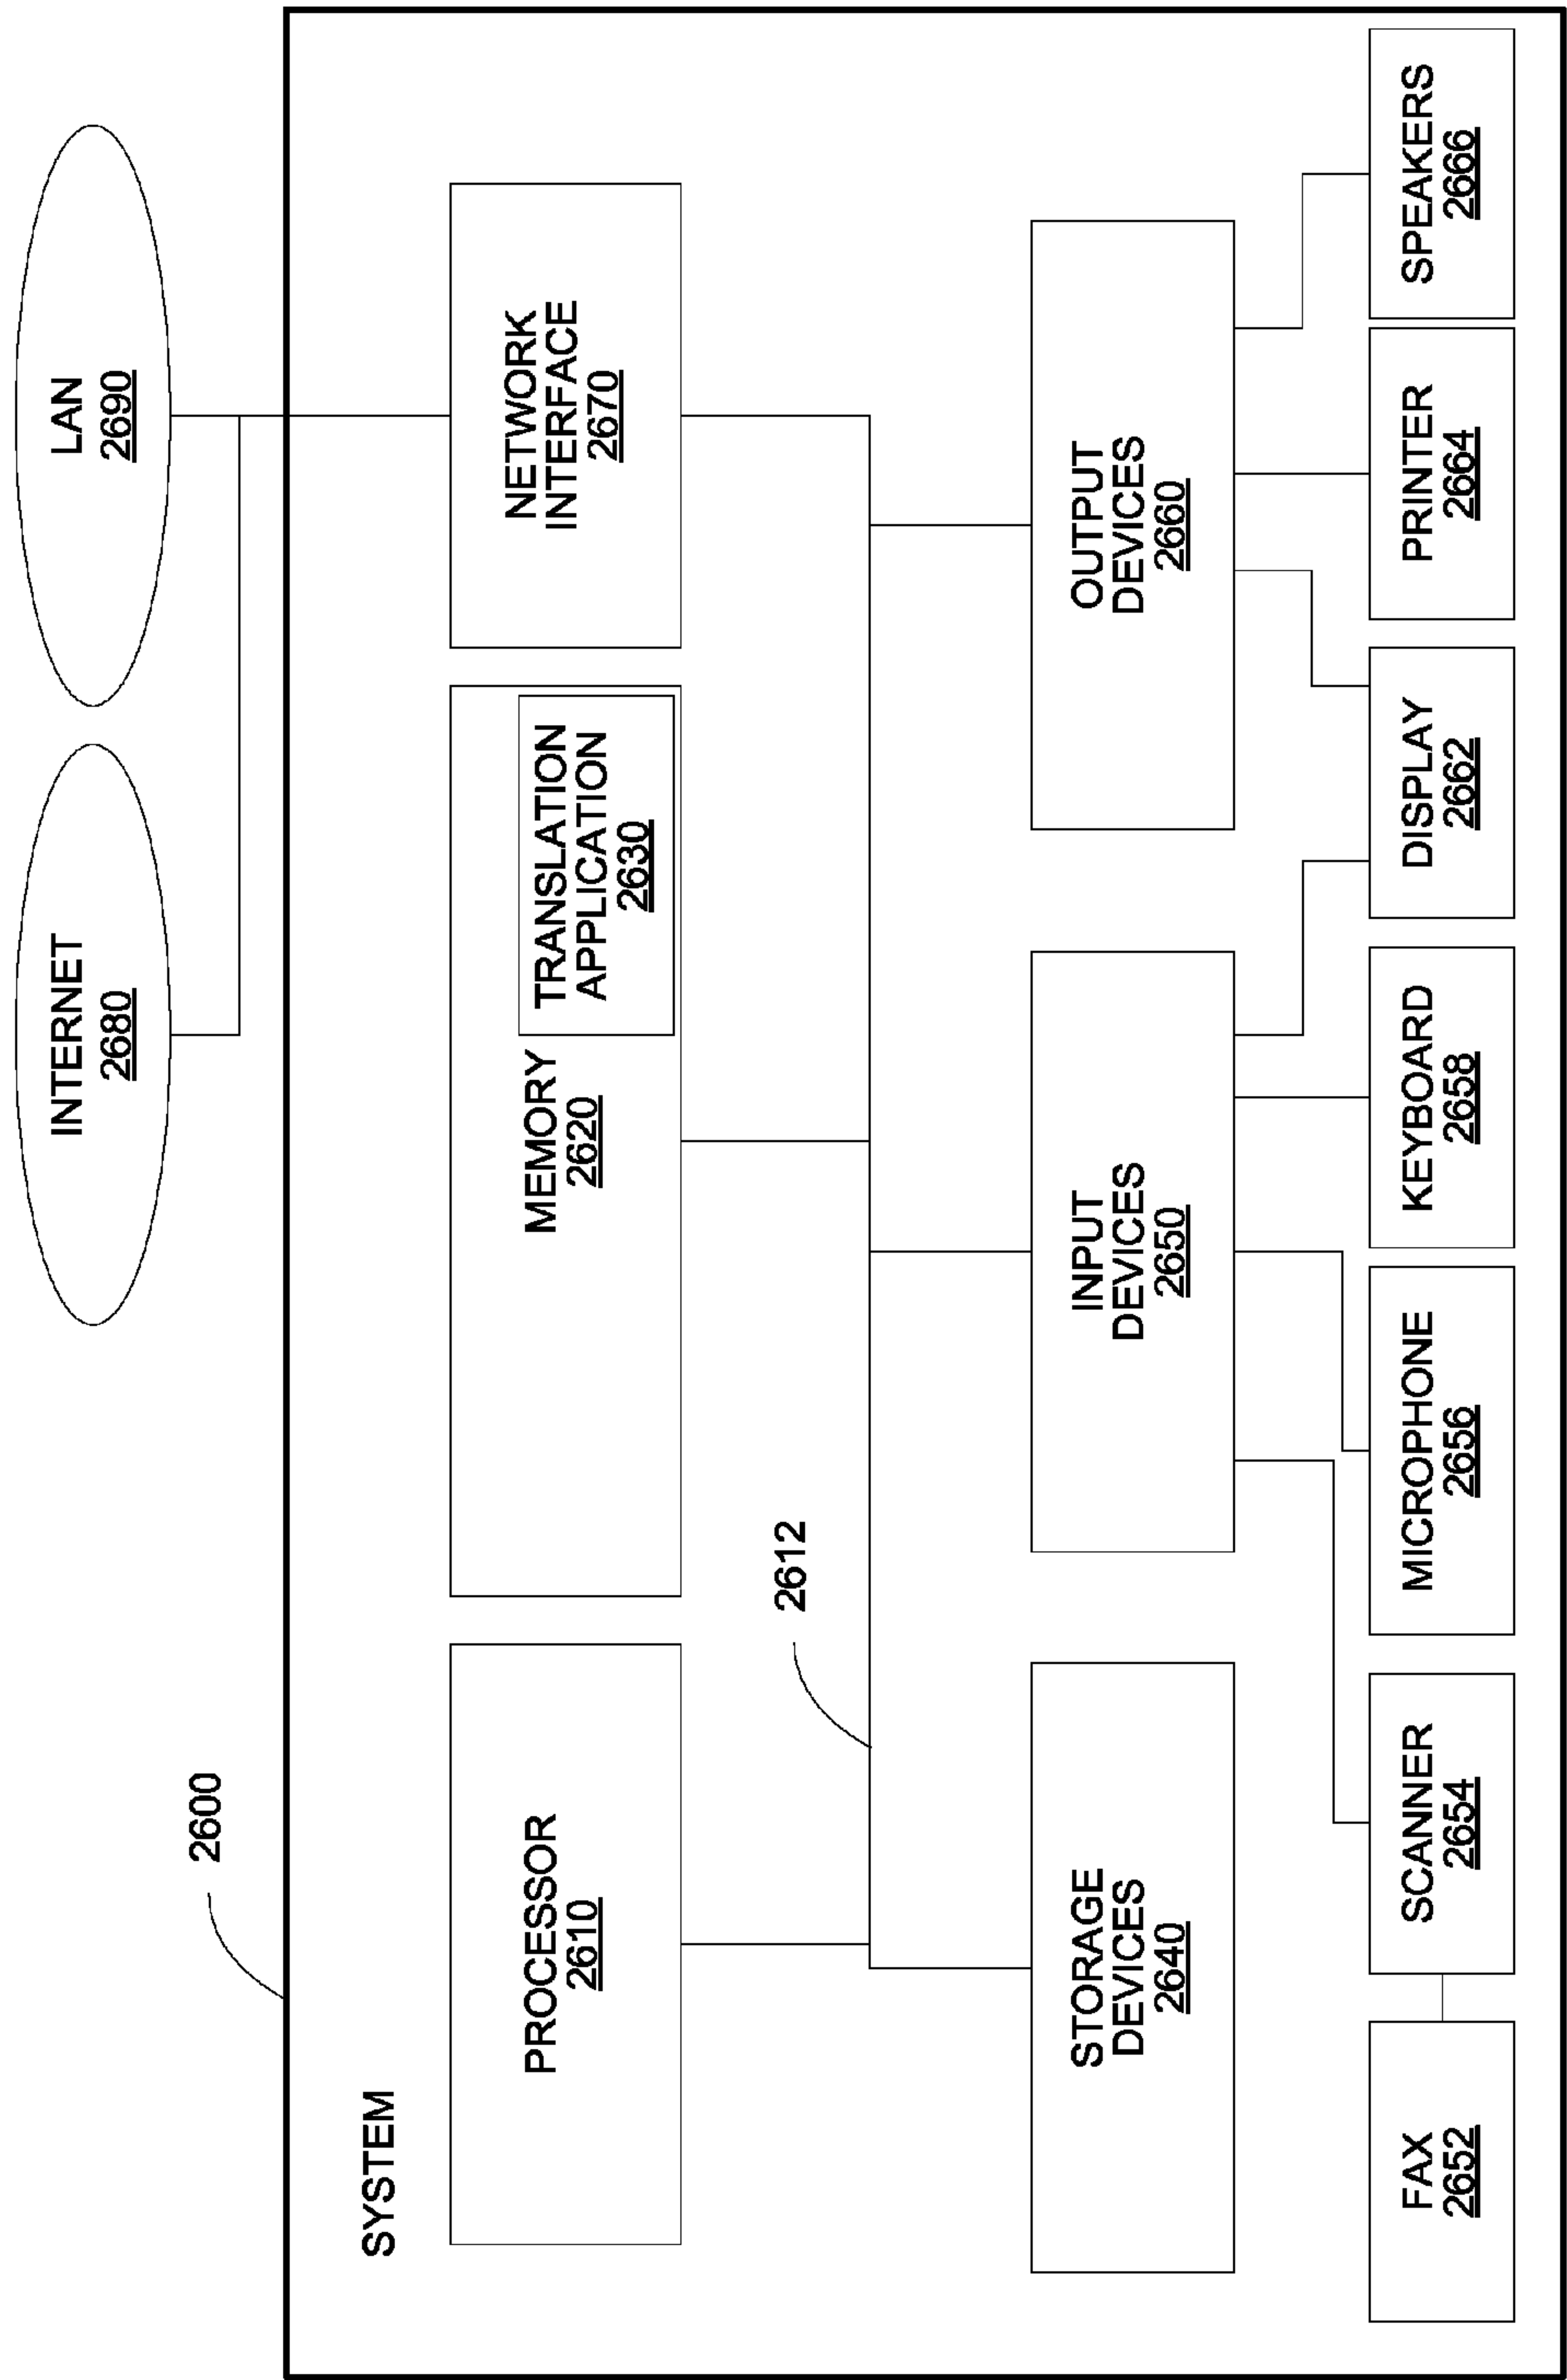 INTERNET
2680
LAN
2690
2600
SYSTEM
PROCESSOR
2610
MEMORY
2620
TRANSLATION
APPLICATION
2630
NETWORK
INTERFACE
2670
2612
STORAGE
DEVICES
2640
INPUT
DEVICES
2650
OUTPUT
DEVICES
2660
FAX
2652
SCANNER
2654
MICROPHONE
2656
KEYBOARD
2658
DISPLAY
2662
PRINTER
2664
SPEAKERS
2666